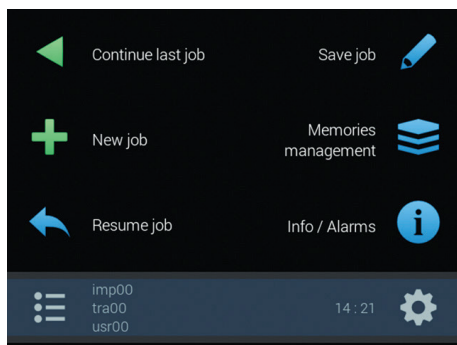 Continue last job
Save job
New job
Memories
management
Resume job
Info / Alarms
imp00
tra00
usr00
14 : 21